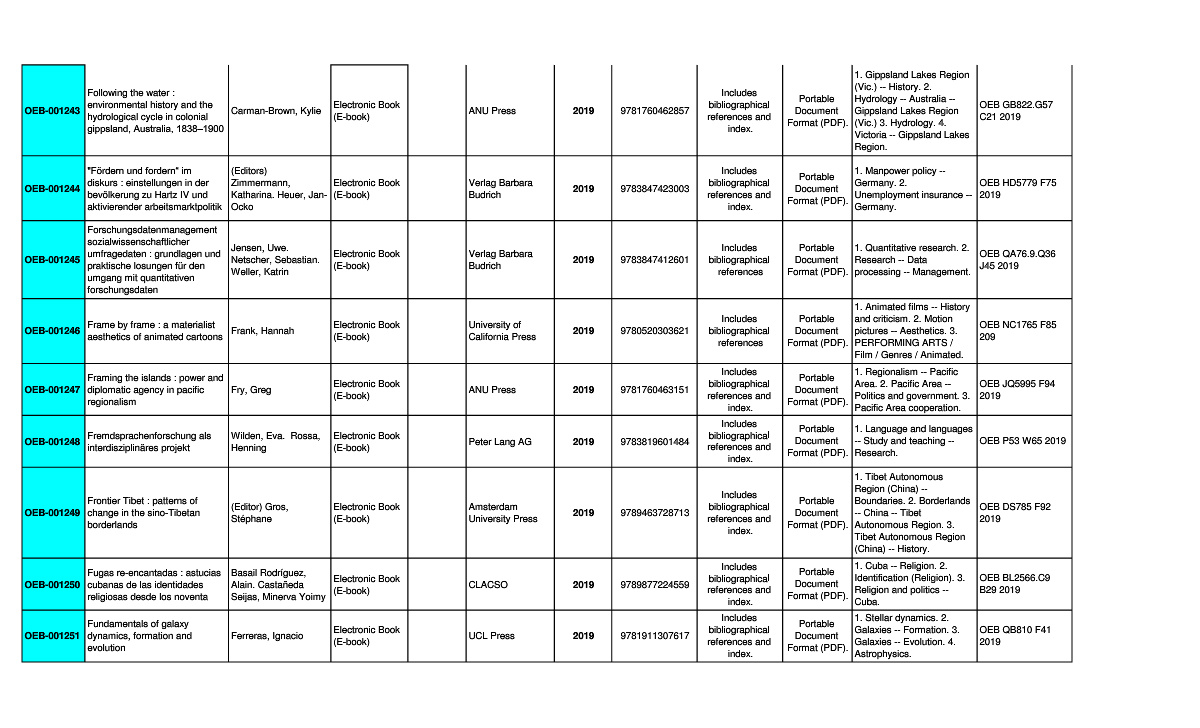 OEB-001243
Following the water :
environmental history and the
hydrological cycle in colonial
gippsland, Australia, 1838–1900
Carman-Brown, Kylie
Electronic Book
(E-book)
ANU Press
2019
9781760462857
Includes
bibliographical
references and
index.
Portable
Document
Format (PDF).
1. Gippsland Lakes Region
(Vic.) -- History. 2.
Hydrology -- Australia --
Gippsland Lakes Region
(Vic.) 3. Hydrology. 4.
Victoria -- Gippsland Lakes
Region.
OEB GB822.G57
C21 2019
OEB-001244
"Fördern und fordern" im
diskurs : einstellungen in der
bevölkerung zu Hartz IV und
aktivierender arbeitsmarktpolitik
(Editors)
Zimmermann,
Katharina. Heuer, Jan-
Ocko
Electronic Book
(E-book)
Verlag Barbara
Budrich
2019
9783847423003
Includes
bibliographical
references and
index.
Portable
Document
Format (PDF).
1. Manpower policy --
Germany. 2.
Unemployment insurance --
Germany.
OEB HD5779 F75
2019
OEB-001245
Forschungsdatenmanagement
sozialwissenschaftlicher
umfragedaten : grundlagen und
praktische losungen für den
umgang mit quantitativen
forschungsdaten
Jensen, Uwe.
Netscher, Sebastian.
Weller, Katrin
Electronic Book
(E-book)
Verlag Barbara
Budrich
2019
9783847412601
Includes
bibliographical
references
Portable
Document
Format (PDF).
1. Quantitative research. 2.
Research -- Data
processing -- Management.
OEB QA76.9.Q36
J45 2019
OEB-001246
Frame by frame : a materialist
aesthetics of animated cartoons
Frank, Hannah
Electronic Book
(E-book)
University of
California Press
2019
9780520303621
Includes
bibliographical
references
Portable
Document
Format (PDF).
1. Animated films -- History
and criticism. 2. Motion
pictures -- Aesthetics. 3.
PERFORMING ARTS /
Film / Genres / Animated.
OEB NC1765 F85
209
OEB-001247
Framing the islands : power and
diplomatic agency in pacific
regionalism
Fry, Greg
Electronic Book
(E-book)
ANU Press
2019
9781760463151
Includes
bibliographical
references and
index.
Portable
Document
Format (PDF).
1. Regionalism -- Pacific
Area. 2. Pacific Area --
Politics and government. 3.
Pacific Area cooperation.
OEB JQ5995 F94
2019
OEB-001248
Fremdsprachenforschung als
interdisziplinäres projekt
Wilden, Eva.  Rossa,
Henning
Electronic Book
(E-book)
Peter Lang AG
2019
9783819601484
Includes
bibliographical
references and
index.
Portable
Document
Format (PDF).
1. Language and languages
-- Study and teaching --
Research.
OEB P53 W65 2019
OEB-001249
Frontier Tibet : patterns of
change in the sino-Tibetan
borderlands
(Editor) Gros,
Stéphane
Electronic Book
(E-book)
Amsterdam
University Press
2019
9789463728713
Includes
bibliographical
references and
index.
Portable
Document
Format (PDF).
1. Tibet Autonomous
Region (China) --
Boundaries. 2. Borderlands
-- China -- Tibet
Autonomous Region. 3.
Tibet Autonomous Region
(China) -- History.
OEB DS785 F92
2019
OEB-001250
Fugas re-encantadas : astucias
cubanas de las identidades
religiosas desde los noventa
Basail Rodríguez,
Alain. Castañeda
Seijas, Minerva Yoimy
Electronic Book
(E-book)
CLACSO
2019
9789877224559
Includes
bibliographical
references and
index.
Portable
Document
Format (PDF).
1. Cuba -- Religion. 2.
Identification (Religion). 3.
Religion and politics --
Cuba.
OEB BL2566.C9
B29 2019
OEB-001251
Fundamentals of galaxy
dynamics, formation and
evolution
Ferreras, Ignacio
Electronic Book
(E-book)
UCL Press
2019
9781911307617
Includes
bibliographical
references and
index.
Portable
Document
Format (PDF).
1. Stellar dynamics. 2.
Galaxies -- Formation. 3.
Galaxies -- Evolution. 4.
Astrophysics.
OEB QB810 F41
2019